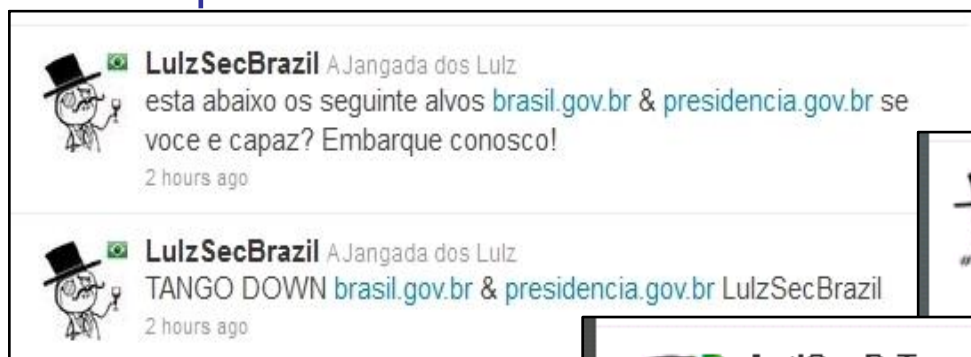 LulzSecBrazil A Jangada dos Lulz
esta abaixo os seguinte alvos brasil.gov.br & presidencia.gov.br se
voce e capaz? Embarque conosco!
2 hours ago
LulzSecBrazil A Jangada dos Lulz
TANGO DOWN brasil.gov.br & presidencia.gov.br LulzSecBrazil
2 hours ago